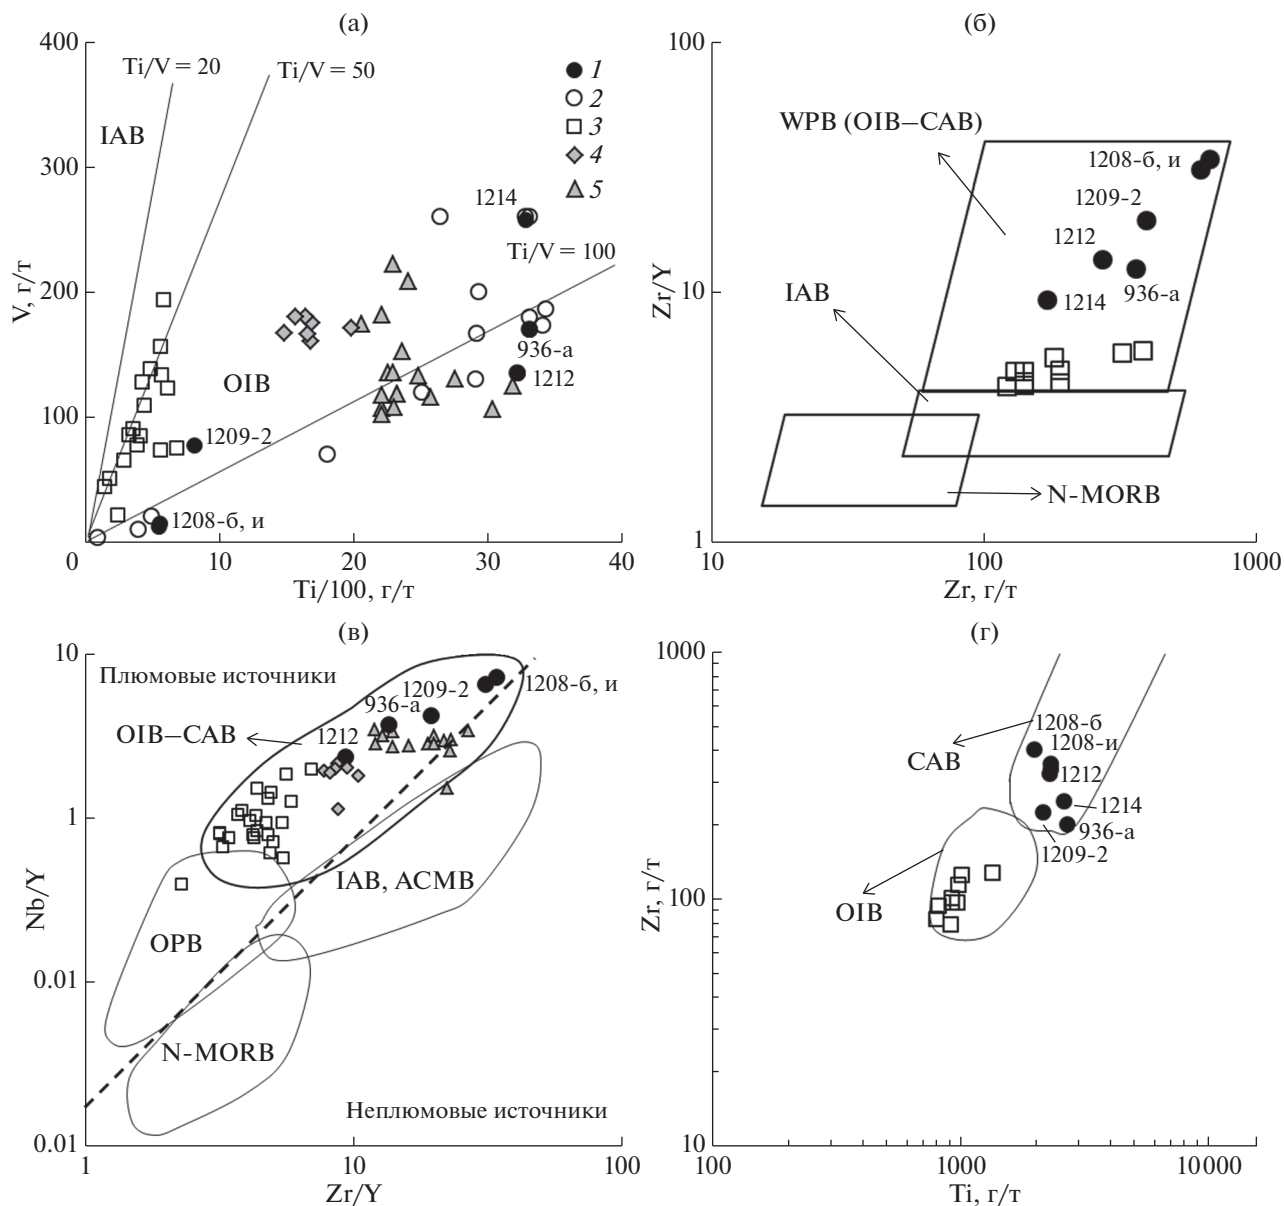 (а)
400
300
200
100
0
10
20
30
40
V, г/т
Ti/100, г/т
Ti/V = 20
Ti/V = 50
Ti/V = 100
IAB
OIB
1
2
3
4
5
1214
936-а
1212
1209-2
1208-б, и
(б)
100
10
1
10
100
1000
Zr/Y
Zr, г/т
WPB (OIB–CAB)
IAB
N-MORB
1208-б, и
1209-2
1212
936-а
1214
(в)
10
1
0.01
0.01
1
10
100
Nb/Y
Zr/Y
Плюмовые источники
OIB–CAB
1209-2
1208-б, и
936-а
1212
IAB, ACMB
OPB
N-MORB
Неплюмовые источники
(г)
1000
100
10
100
1000
10000
Zr, г/т
Ti, г/т
CAB
OIB
1208-б
1208-и
1212
1214
936-а
1209-2